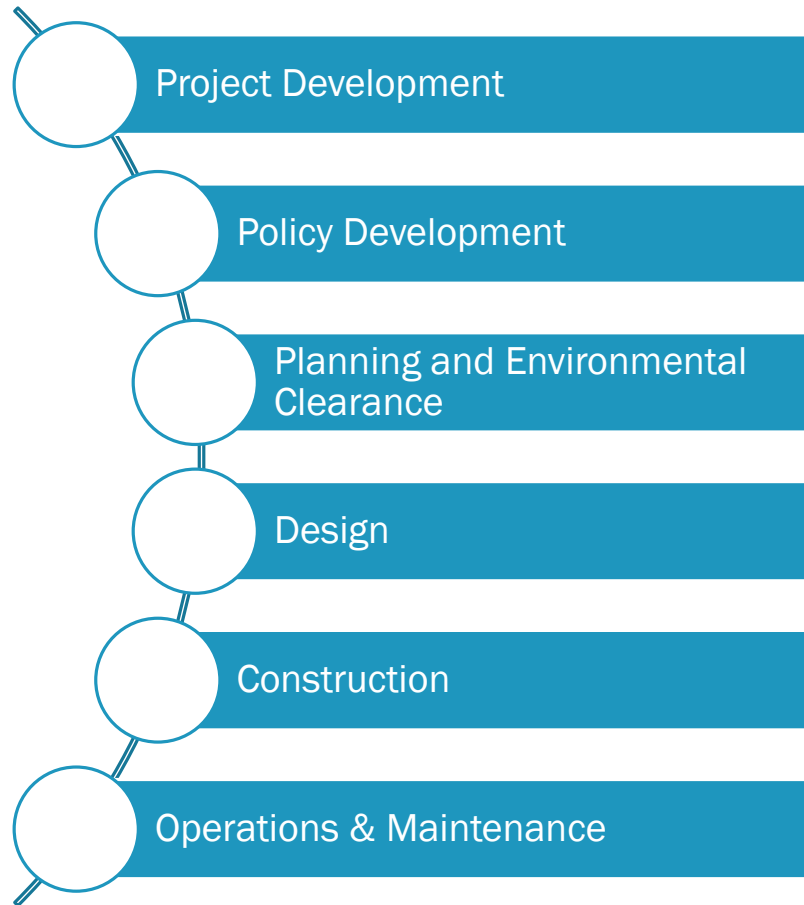 Project Development
Policy Development
Planning and Environmental
Clearance
Design
Construction
Operations & Maintenance